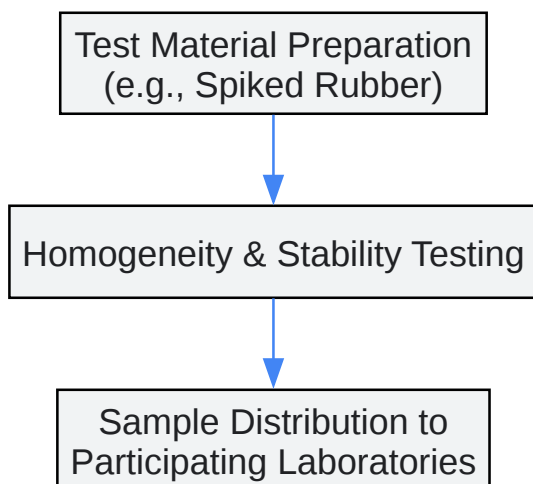 Test Material Preparation
(e.g., Spiked Rubber)
Homogeneity & Stability Testing
Sample Distribution to
Participating Laboratories